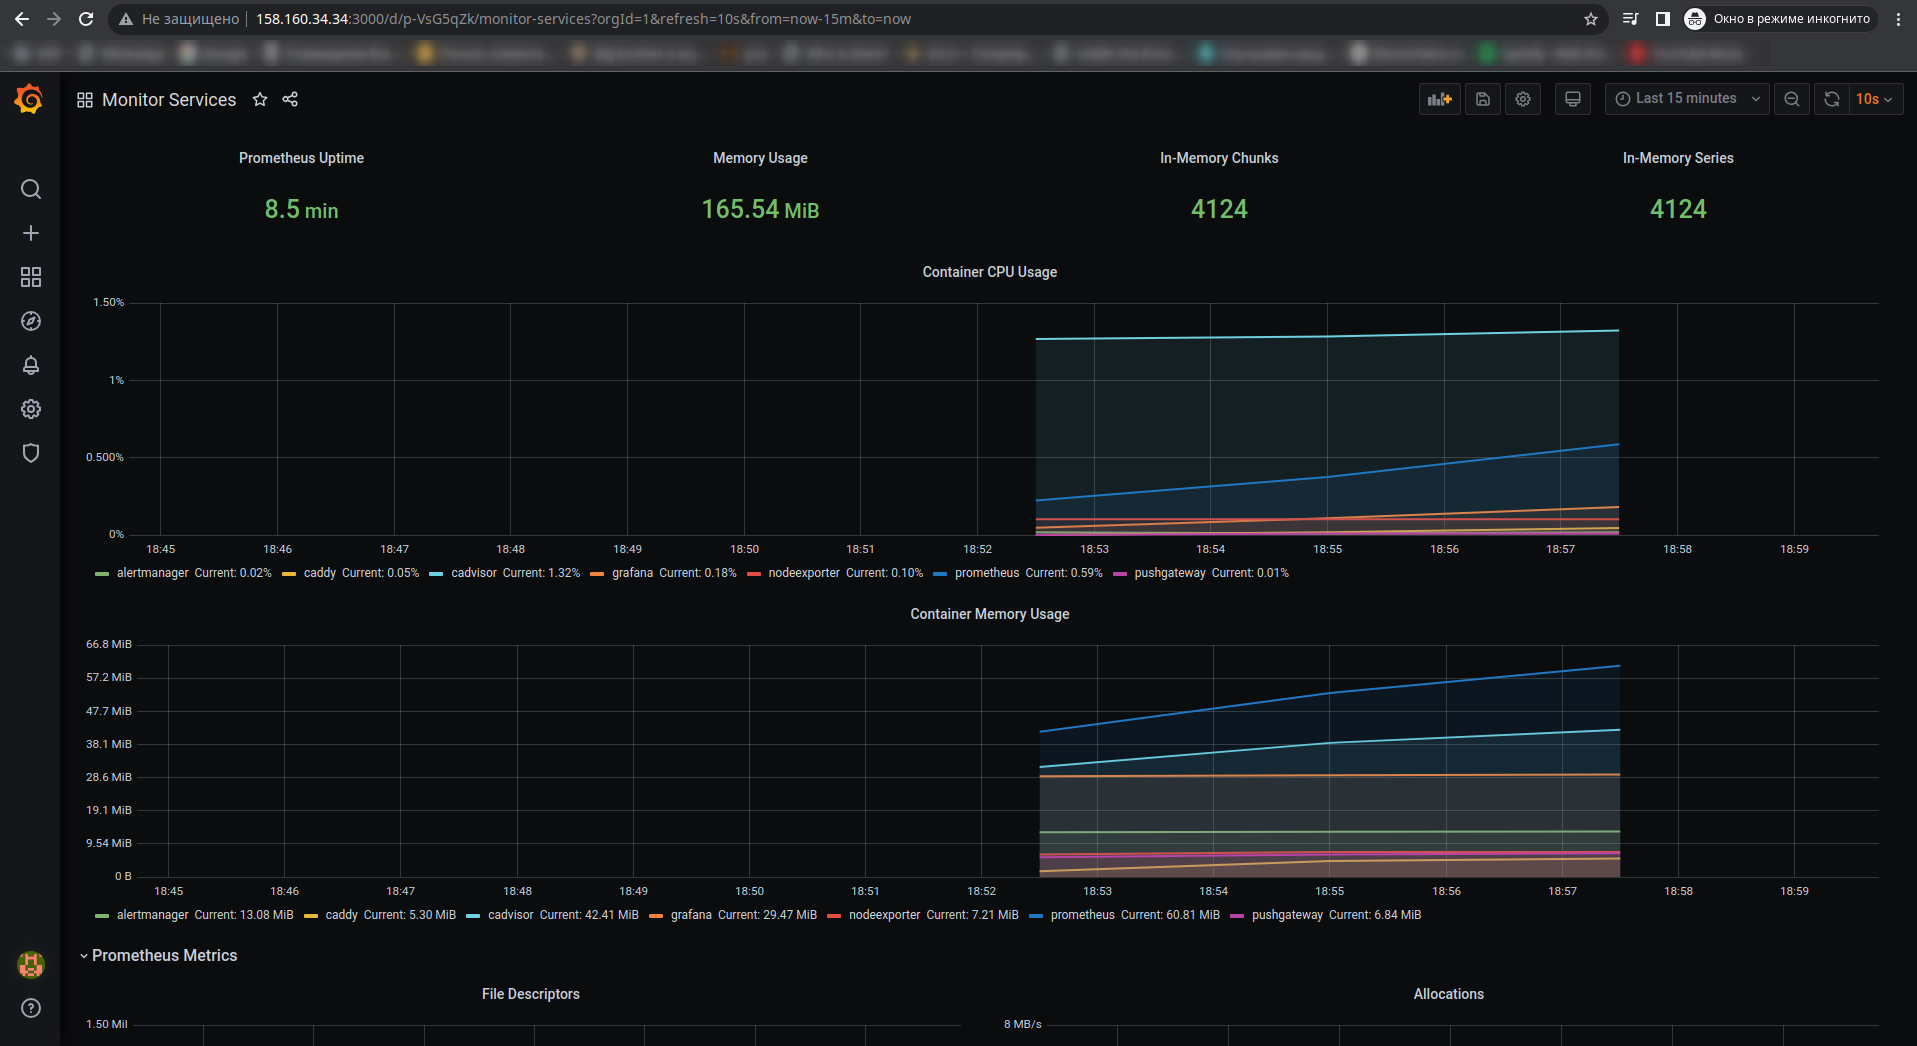 Не защищено 158.160.34.34:3000/d/p-VsG5qZk/monitor-services?orgId=1&refresh=10s&from=now-15m&to=now Окно в режиме инкогнито
Monitor Services Last 15 minutes 10s
Prometheus Uptime Memory Usage In-Memory Chunks In-Memory Series
8.5 min 165.54 MiB 4124 4124
Container CPU Usage
1.50%
1%
0.500%
0%
18:45 18:46 18:47 18:48 18:49 18:50 18:51 18:52 18:53 18:54 18:55 18:56 18:57 18:58 18:59
alertmanager Current: 0.02% caddy Current: 0.05% cadvisor Current: 1.32% grafana Current: 0.18% nodeexporter Current: 0.10% prometheus Current: 0.59% pushgateway Current: 0.01%
Container Memory Usage
66.8 MiB
57.2 MiB
47.7 MiB
38.1 MiB
28.6 MiB
19.1 MiB
9.54 MiB
0 B
18:45 18:46 18:47 18:48 18:49 18:50 18:51 18:52 18:53 18:54 18:55 18:56 18:57 18:58 18:59
alertmanager Current: 13.08 MiB caddy Current: 5.30 MiB cadvisor Current: 42.41 MiB grafana Current: 29.47 MiB nodeexporter Current: 7.21 MiB prometheus Current: 60.81 MiB pushgateway Current: 6.84 MiB
Prometheus Metrics
File Descriptors Allocations
1.50 Mil 8 MB/s